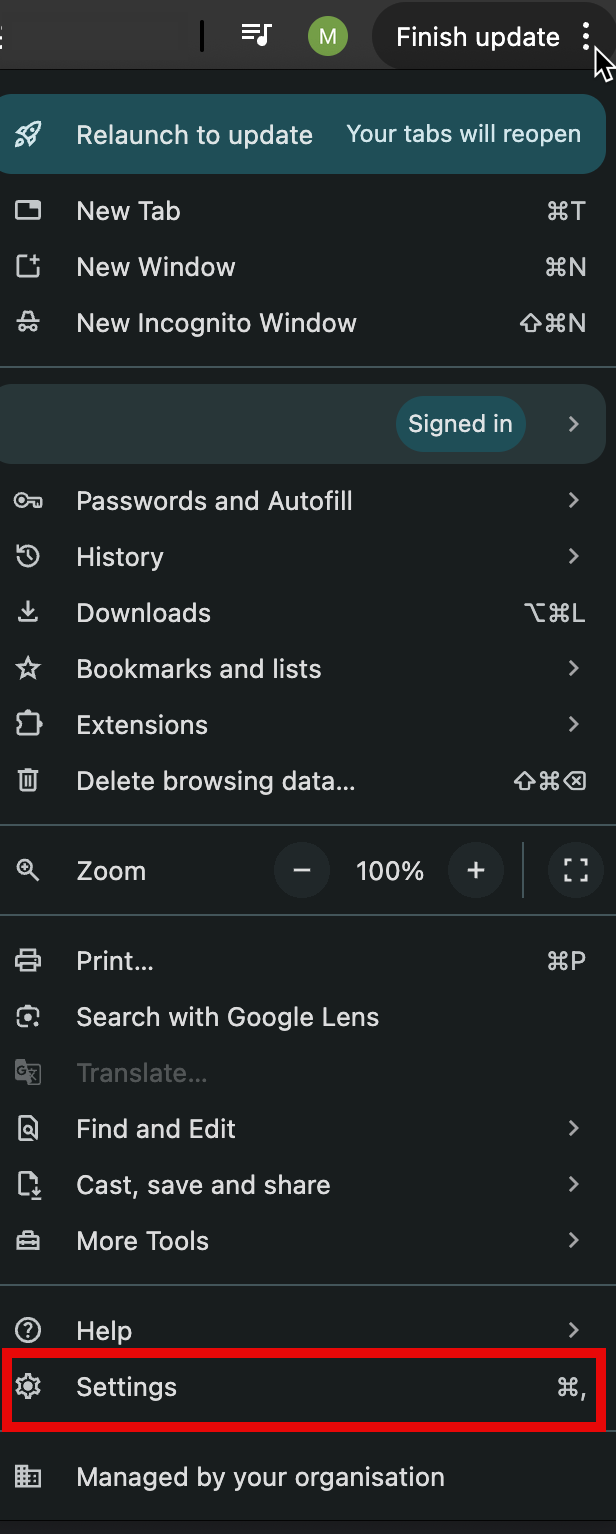 M Finish update
Relaunch to update Your tabs will reopen
New Tab ⌘T
New Window ⌘N
New Incognito Window ⇧⌘N
Signed in
Passwords and Autofill
History
Downloads ⌥⌘L
Bookmarks and lists
Extensions
Delete browsing data... ⇧⌘⌫
Zoom − 100% +
Print... ⌘P
Search with Google Lens
Translate...
Find and Edit
Cast, save and share
More Tools
Help
Settings ⌘,
Managed by your organisation